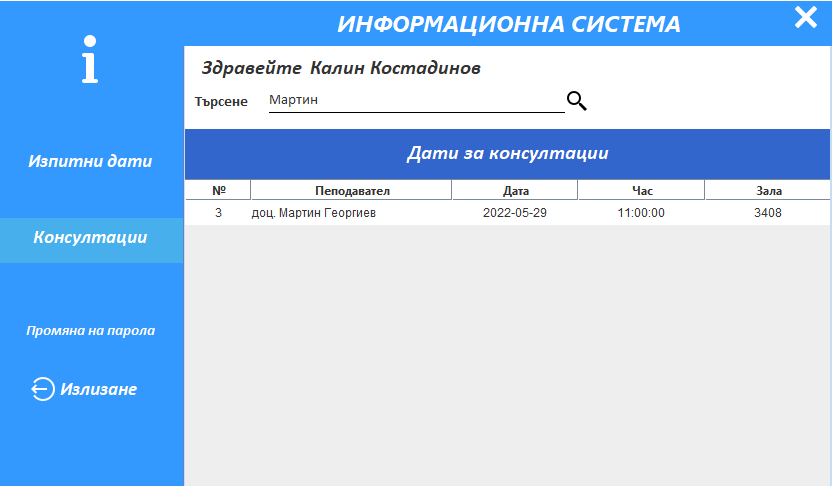 ИНФОРМАЦИОННА СИСТЕМА
Здравейте Калин Костадинов
Търсене Мартин
Изпитни дати
Консултации
Промяна на парола
Излизане
Дати за консултации
№ Пеподавател Дата Час Зала
3 доц. Мартин Георгиев 2022-05-29 11:00:00 3408